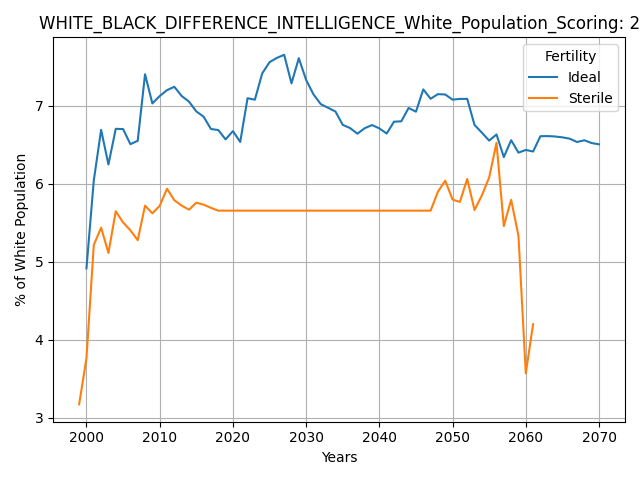 WHITE_BLACK_DIFFERENCE_INTELLIGENCE_White_Population_Scoring: 2
Fertility
Ideal
Sterile
7
6
5
4
3
% of White Population
2000 2010 2020 2030 2040 2050 2060 2070
Years